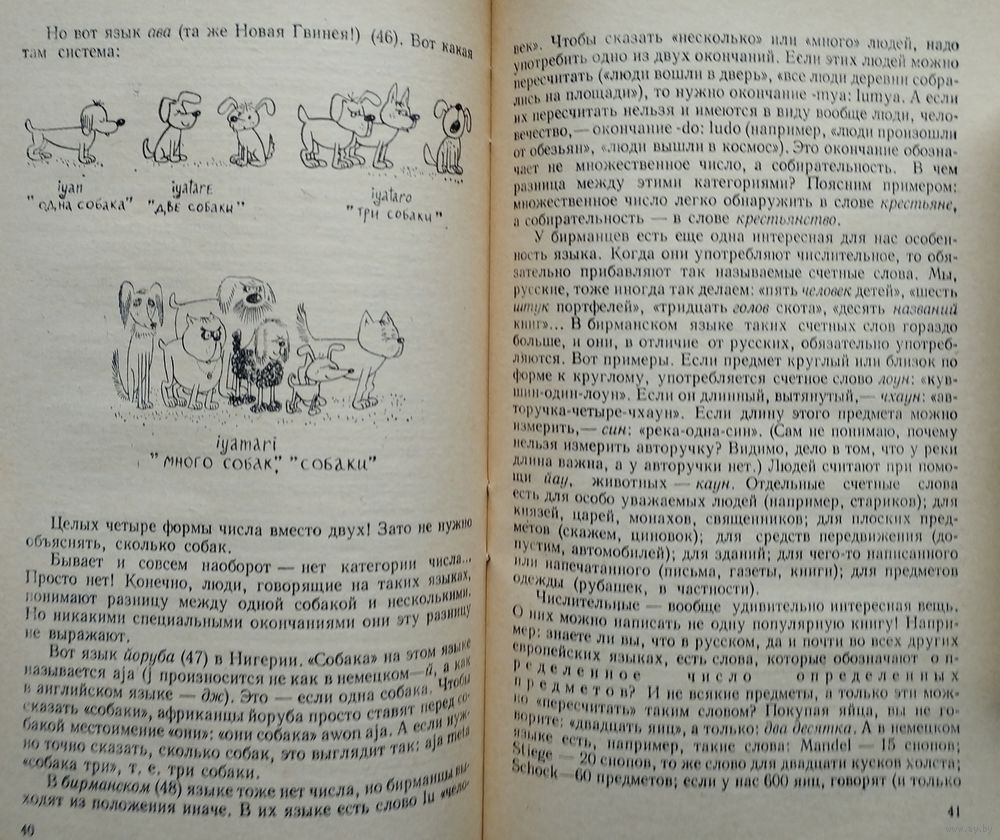 Но вот язык ава (та же Новая Гвинея!) (46). Вот какая
там система:
iyan
"одна собака"
iyatarE
"две собаки"
iyataro
"три собаки"
iyamari
"много собак," "собаки"
Целых четыре формы числа вместо двух! Зато не нужно
объяснять, сколько собак.
Бывает и совсем наоборот — нет категории числа...
Просто нет! Конечно, люди, говорящие на таких языках,
понимают разницу между одной собакой и несколькими.
Но никакими специальными окончаниями они эту разницу
не выражают.
Вот язык йоруба (47) в Нигерии. «Собака» на этом языке
называется aja (j произносится не как в немецком — й, а как
в английском языке — дж). Это — если одна собака. Чтобы
сказать «собаки», африканцы йоруба просто ставят перед со-
бакой местоимение «они»: «они собака» awon aja. А если нуж-
но точно сказать, сколько собак, это выглядит так: aja meta
«собака три», т. е. три собаки.
В бирманском (48) языке тоже нет числа, но бирманцы вы-
ходят из положения иначе. В их языке есть слово lu «чело-
40
век». Чтобы сказать «несколько» или «много» людей, надо
употребить одно из двух окончаний. Если этих людей можно
пересчитать («люди вошли в дверь», «все люди деревни собра-
лись на площади»), то нужно окончание -mya: lumya. А если
их пересчитать нельзя и имеются в виду вообще люди, чело-
вечество, — окончание -do: ludo (например, «люди произошли
от обезьян», «люди вышли в космос»). Это окончание обозна-
чает не множественное число, а собирательность. В чем
разница между этими категориями? Поясним примером:
множественное число легко обнаружить в слове крестьяне,
а собирательность — в слове крестьянство.
У бирманцев есть еще одна интересная для нас особен-
ность языка. Когда они употребляют числительное, то обя-
зательно прибавляют так называемые счетные слова. Мы,
русские, тоже иногда так делаем: «пять человек детей», «шесть
штук портфелей», «тридцать голов скота», «десять названий
книг»... В бирманском языке таких счетных слов гораздо
больше, и они, в отличие от русских, обязательно употреб-
ляются. Вот примеры. Если предмет круглый или близок по
форме к круглому, употребляется счетное слово лоун: «кув-
шин-один-лоун». Если он длинный, вытянутый, — чхаун: «ав-
торучка-четыре-чхаун». Если длину этого предмета можно
измерить, — син: «река-одна-син». (Сам не понимаю, почему
нельзя измерить авторучку? Видимо, дело в том, что у реки
длина важна, а у авторучки нет.) Людей считают при помо-
щи йау, животных — каун. Отдельные счетные слова
есть для особо уважаемых людей (например, стариков); для
князей, царей, монахов, священников; для плоских пред-
метов (скажем, циновок); для средств передвижения (до-
пустим, автомобилей); для зданий; для чего-то написанного
или напечатанного (письма, газеты, книги); для предметов
одежды (рубашек, в частности).
Числительные — вообще удивительно интересная вещь.
О них можно написать не одну популярную книгу! Напри-
мер: знаете ли вы, что в русском, да и почти во всех других
европейских языках, есть слова, которые обозначают о п-
р е д е л е н н о е  ч и с л о  о п р е д е л е н н ы х
п р е д м е т о в? И не всякие предметы, а только эти мож-
но «пересчитать» таким словом? Покупая яйца, вы не го-
ворите: «двадцать яиц», а только: два десятка. А в немецком
языке есть, например, такие слова: Mandel — 15 снопов;
Stiege — 20 снопов, то же слово для двадцати кусков холста;
Schock — 60 предметов; если у нас 600 яиц, говорят (и только
41
www.ay.by